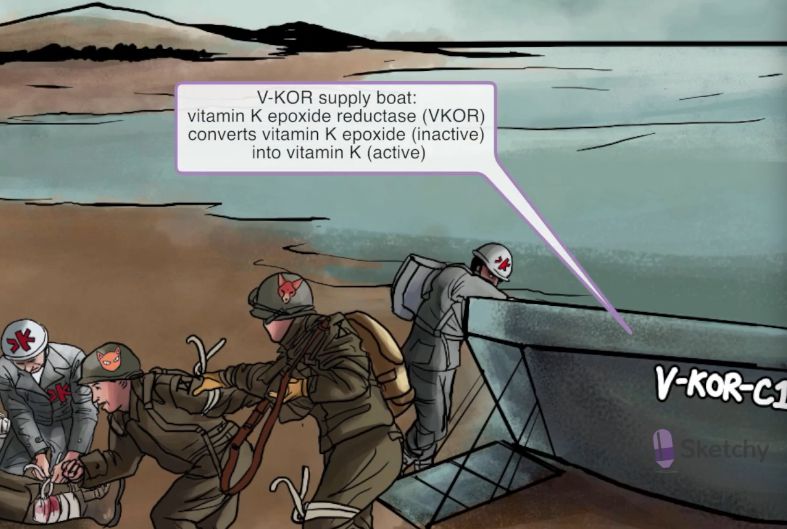 V-KOR supply boat:
vitamin K epoxide reductase (VKOR)
converts vitamin K epoxide (inactive)
into vitamin K (active)
V-KOR-C1
Sketchy